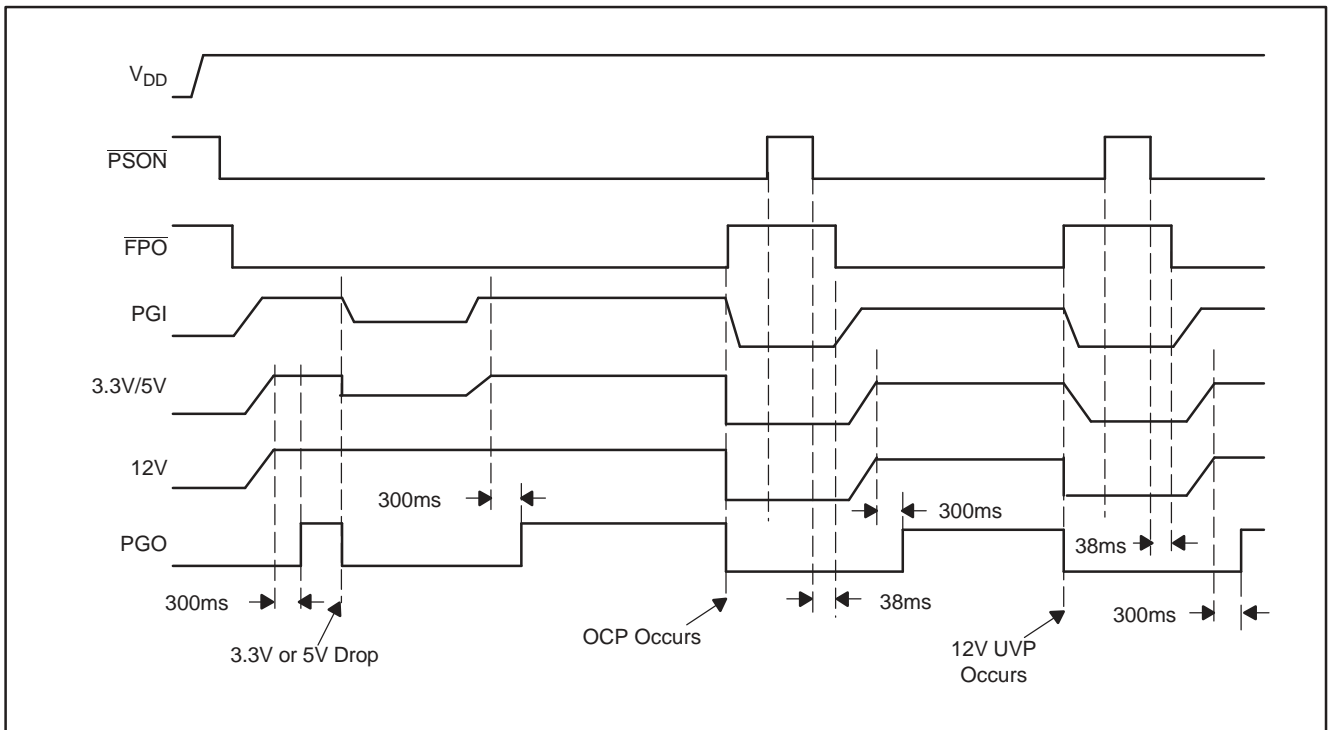 VDD
PSON
FPO
PGI
3.3V/5V
12V
300ms
300ms
PGO
38ms
300ms
38ms
300ms
OCP Occurs
3.3V or 5V Drop
12V UVP
Occurs